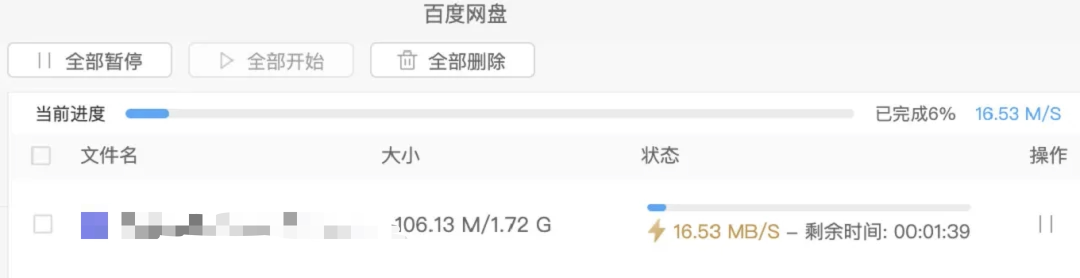 百度网盘
全部暂停 全部开始 全部删除
当前进度 已完成6% 16.53 M/S
文件名 大小 状态 操作
106.13 M/1.72 G 16.53 MB/S – 剩余时间: 00:01:39